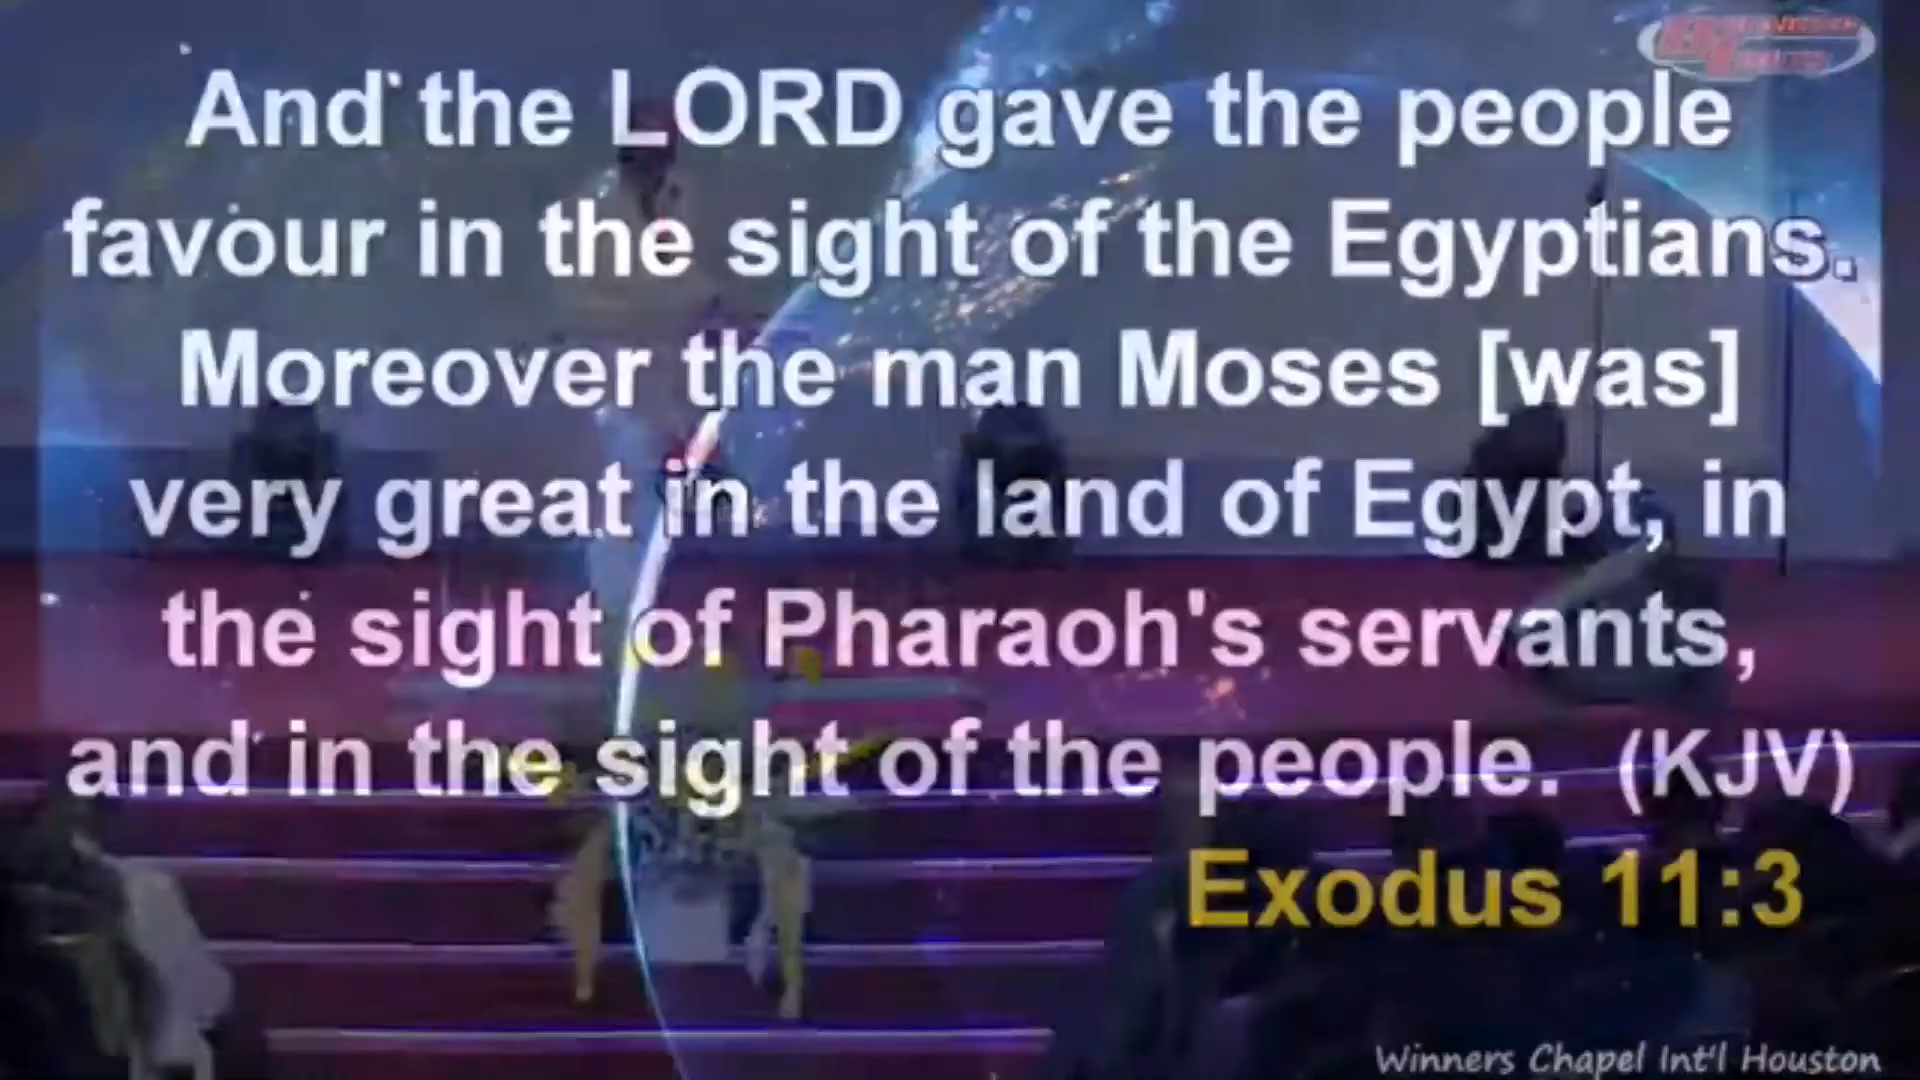 And the LORD gave the people
favour in the sight of the Egyptians.
Moreover the man Moses [was]
very great in the land of Egypt, in
the sight of Pharaoh's servants,
and in the sight of the people. (KJV)
Exodus 11:3
Winners Chapel Int'l Houston